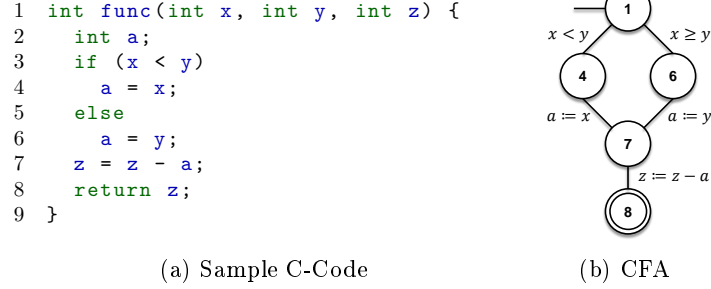 1 int func(int x, int y, int z) {
2 int a;
3 if (x < y)
4 a = x;
5 else
6 a = y;
7 z = z - a;
8 return z;
9 }
(a) Sample C-Code
1
x < y x ≥ y
4 6
a ≔ x a ≔ y
7
z ≔ z − a
8
(b) CFA